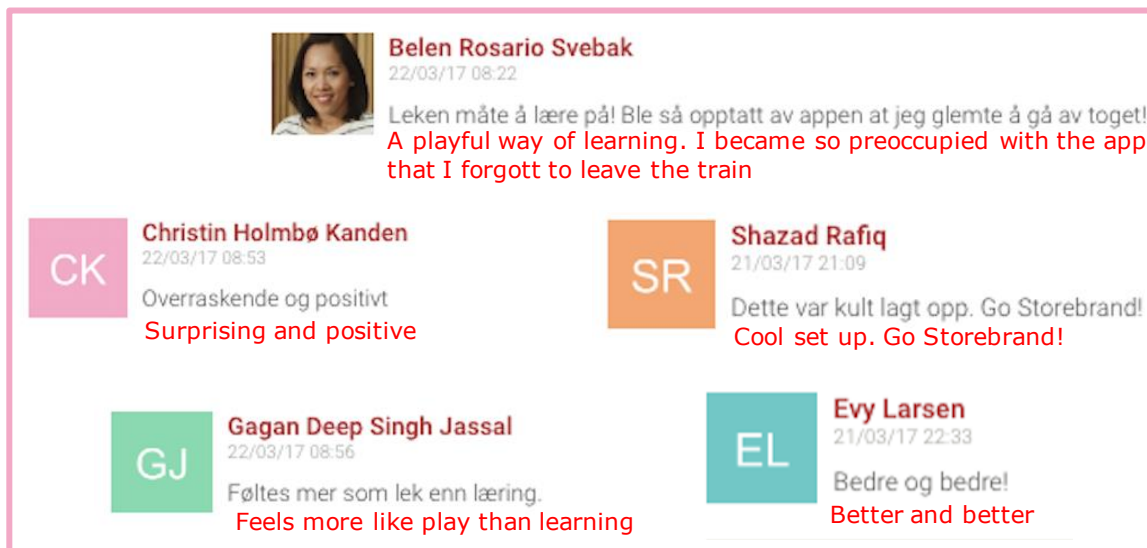 Belen Rosario Svebak
22/03/17 08:22
Leken måte å lære på! Ble så opptatt av appen at jeg glemte å gå av toget!
A playful way of learning. I became so preoccupied with the app
that I forgott to leave the train
CK
Christin Holmbø Kanden
22/03/17 08:53
Overraskende og positivt
Surprising and positive
SR
Shazad Rafiq
21/03/17 21:09
Dette var kult lagt opp. Go Storebrand!
Cool set up. Go Storebrand!
GJ
Gagan Deep Singh Jassal
22/03/17 08:56
Føltes mer som lek enn læring.
Feels more like play than learning
EL
Evy Larsen
21/03/17 22:33
Bedre og bedre!
Better and better